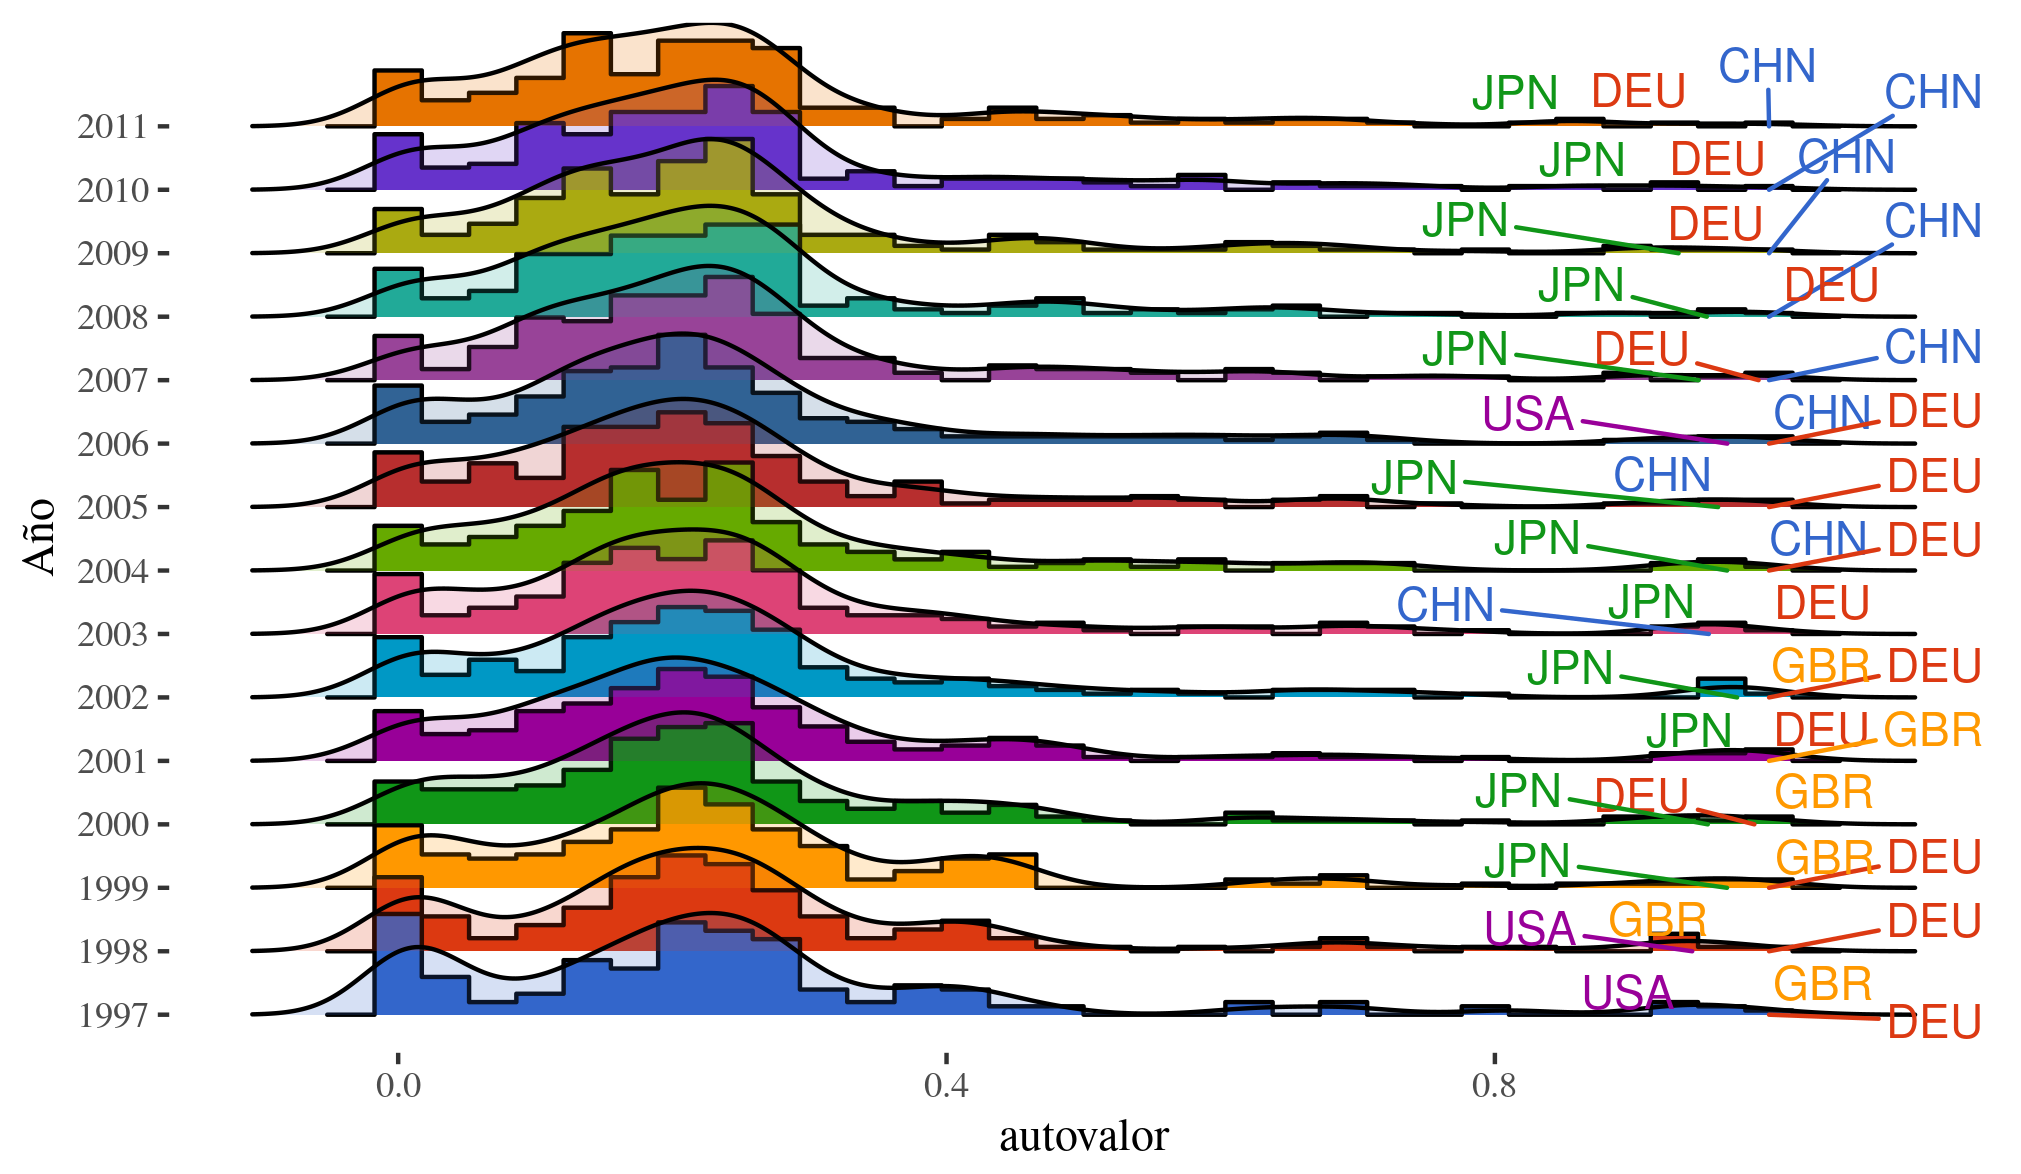 CHN
JPN DEU CHN
2011
JPN DEU CHN
2010
JPN DEU CHN
2009
JPN DEU
2008
JPN DEU CHN
2007
USA CHN DEU
2006
JPN CHN DEU
2005
JPN CHN DEU
2004
CHN JPN DEU
2003
JPN GBR DEU
2002
JPN DEU GBR
2001
JPN DEU GBR
2000
JPN GBR DEU
1999
USA GBR DEU
1998
USA GBR
1997 DEU
Año
0.0 0.4 0.8
autovalor